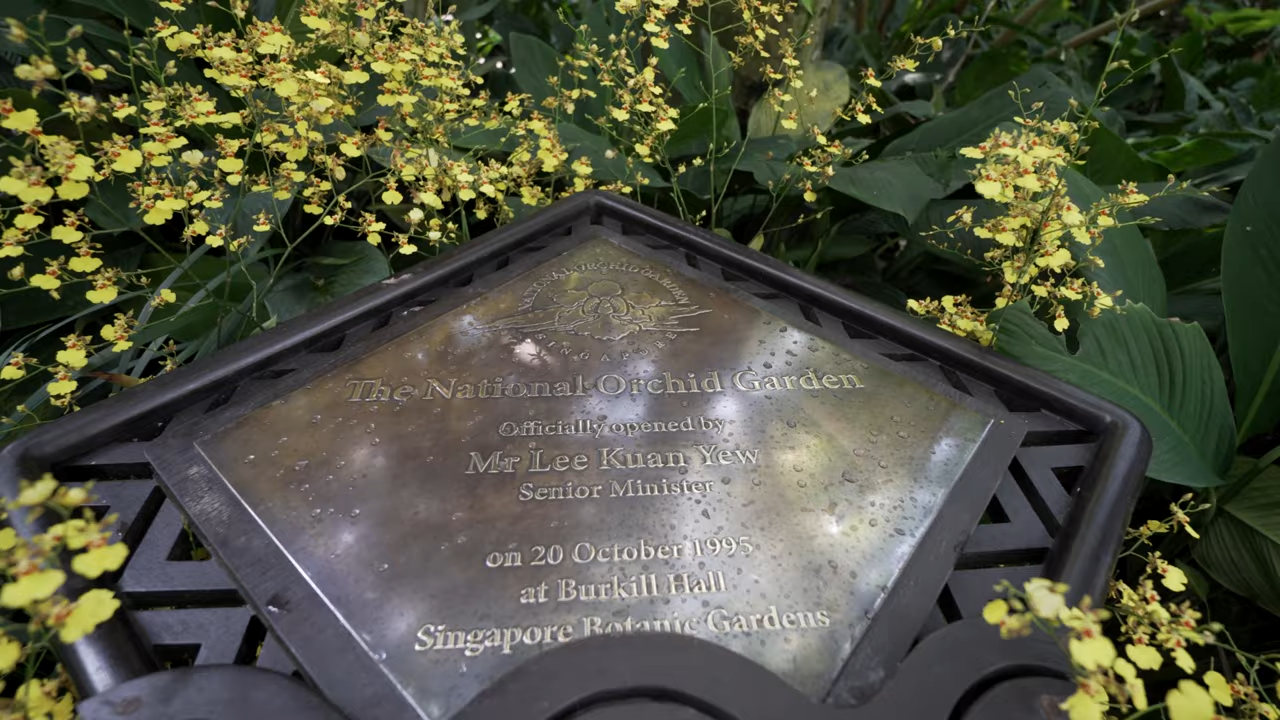 NATIONAL ORCHID GARDEN
SINGAPORE
The National Orchid Garden
Officially opened by
Mr Lee Kuan Yew
Senior Minister
on 20 October 1995
at Burkill Hall
Singapore Botanic Gardens